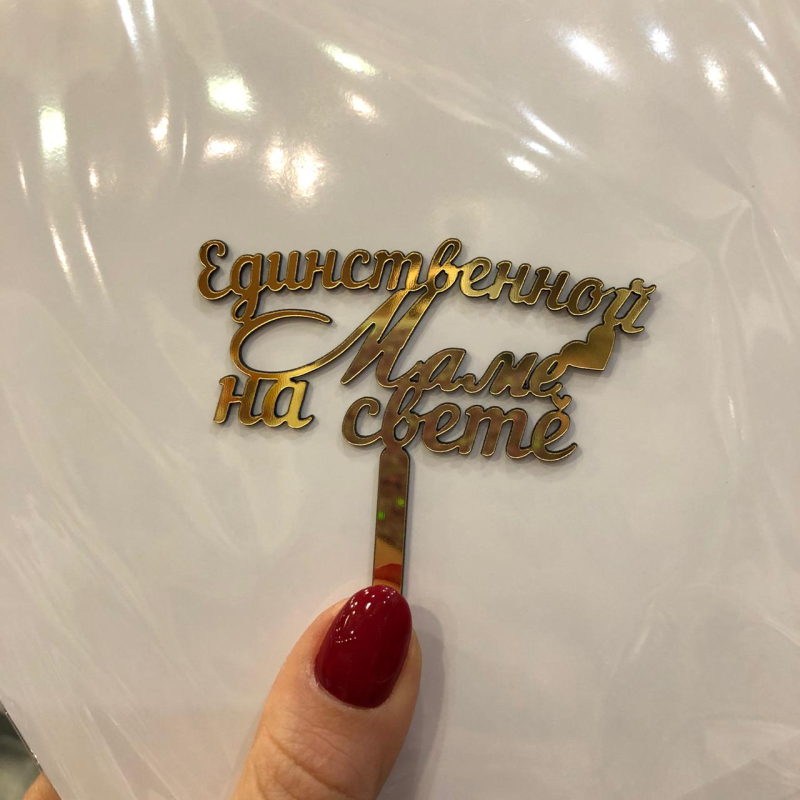 Единственной
Маме
на свете